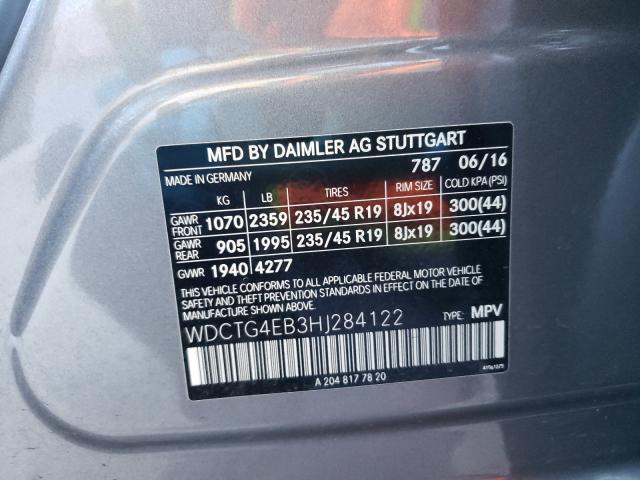 MFD BY DAIMLER AG STUTTGART
MADE IN GERMANY 787 06/16
KG LB TIRES RIM SIZE COLD KPA (PSI)
GAWR FRONT 1070 2359 235/45 R19 8Jx19 300(44)
GAWR REAR 905 1995 235/45 R19 8Jx19 300(44)
GVWR 1940 4277
THIS VEHICLE CONFORMS TO ALL APPLICABLE FEDERAL MOTOR VEHICLE
SAFETY, BUMPER, AND THEFT PREVENTION STANDARDS IN EFFECT ON THE DATE OF
MANUFACTURE SHOWN ABOVE.
WDCTG4EB3HJ284122 TYPE: MPV
A 204 817 78 20